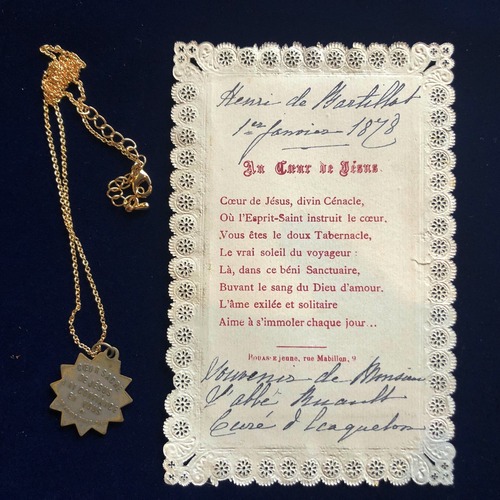 Henri de Bastillat
1er Janvier 1878
Au Cœur de Jésus
Cœur de Jésus, divin Cénacle,
Où l'Esprit-Saint instruit le cœur,
Vous êtes le doux Tabernacle,
Le vrai soleil du voyageur :
Là, dans ce béni Sanctuaire,
Buvant le sang du Dieu d'amour.
L'âme exilée et solitaire
Aime à s'immoler chaque jour...
BOUASSE jeune, rue Mabillon, 9
Souvenir de Monsieur
l'abbé
Curé d